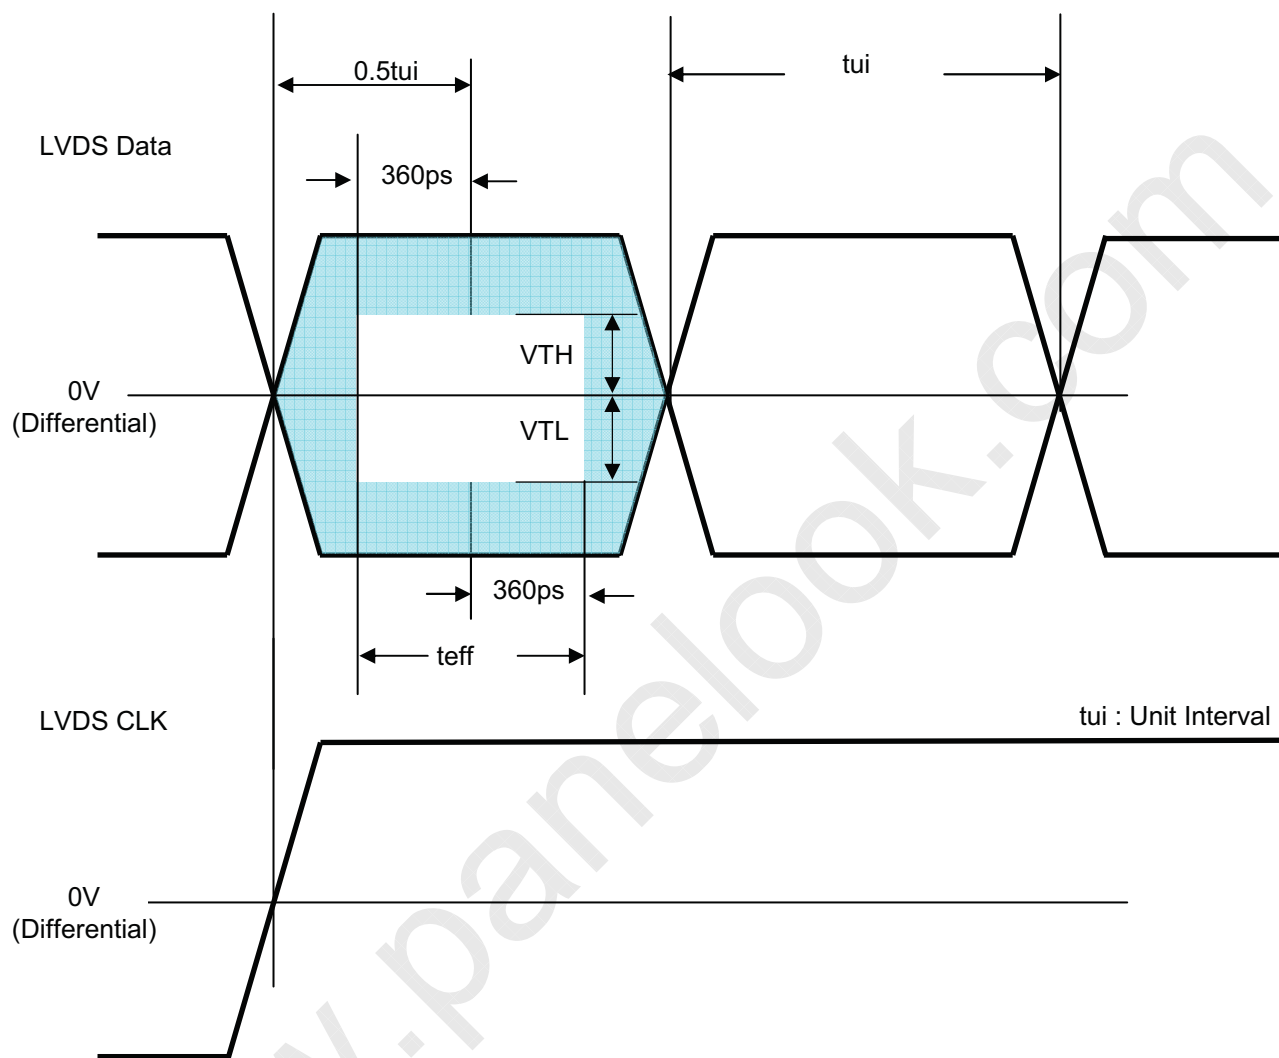 0.5tui
tui
LVDS Data
360ps
VTH
0V
(Differential)
VTL
360ps
teff
LVDS CLK
tui : Unit Interval
0V
(Differential)
.panelook.com